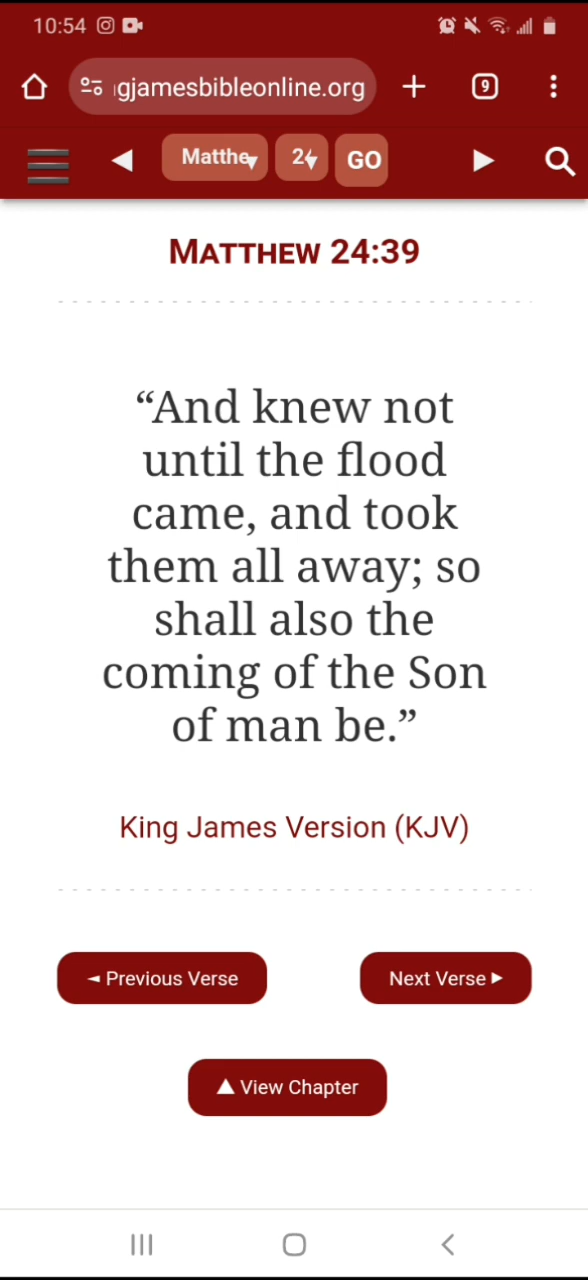 10:54
gjamesbibleonline.org
9
Matthe
24
GO
MATTHEW 24:39
“And knew not
until the flood
came, and took
them all away; so
shall also the
coming of the Son
of man be.”
King James Version (KJV)
◄ Previous Verse
Next Verse ►
▲ View Chapter